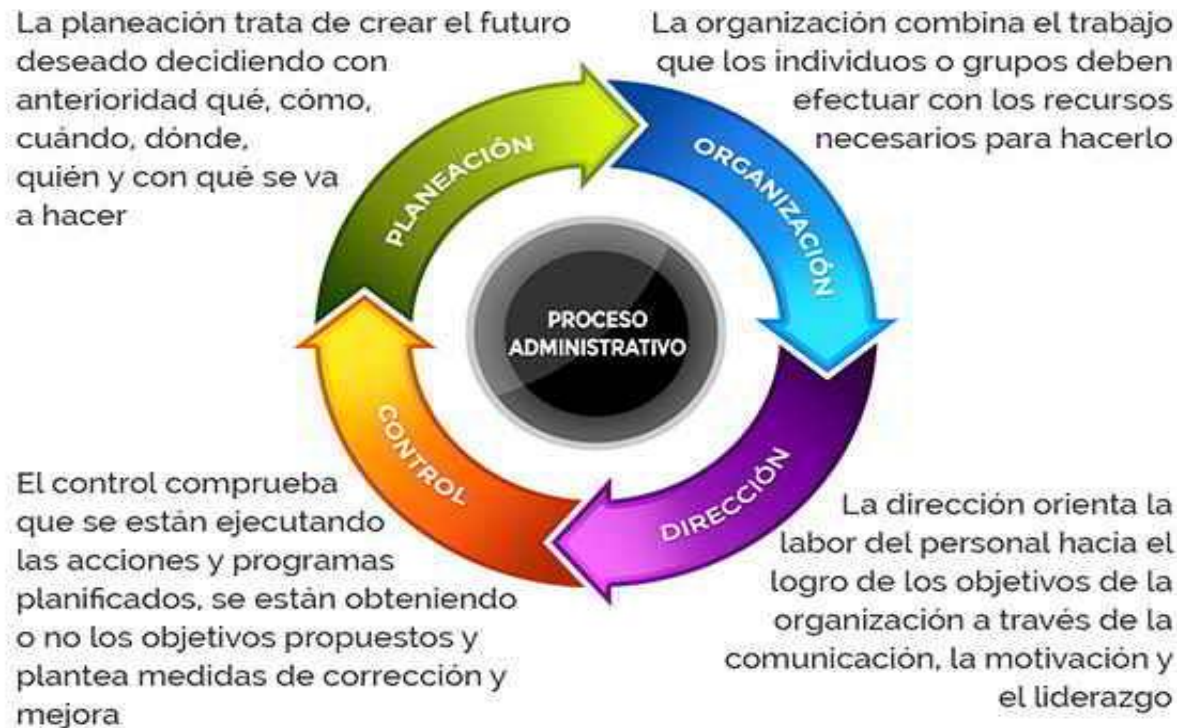 La planeación trata de crear el futuro
deseado decidiendo con
anterioridad qué, cómo,
cuándo, dónde,
quién y con qué se va
a hacer
La organización combina el trabajo
que los individuos o grupos deben
efectuar con los recursos
necesarios para hacerlo
PLANEACIÓN
ORGANIZACIÓN
PROCESO
ADMINISTRATIVO
CONTROL
DIRECCIÓN
El control comprueba
que se están ejecutando
las acciones y programas
planificados, se están obteniendo
o no los objetivos propuestos y
plantea medidas de corrección y
mejora
La dirección orienta la
labor del personal hacia el
logro de los objetivos de la
organización a través de la
comunicación, la motivación y
el liderazgo